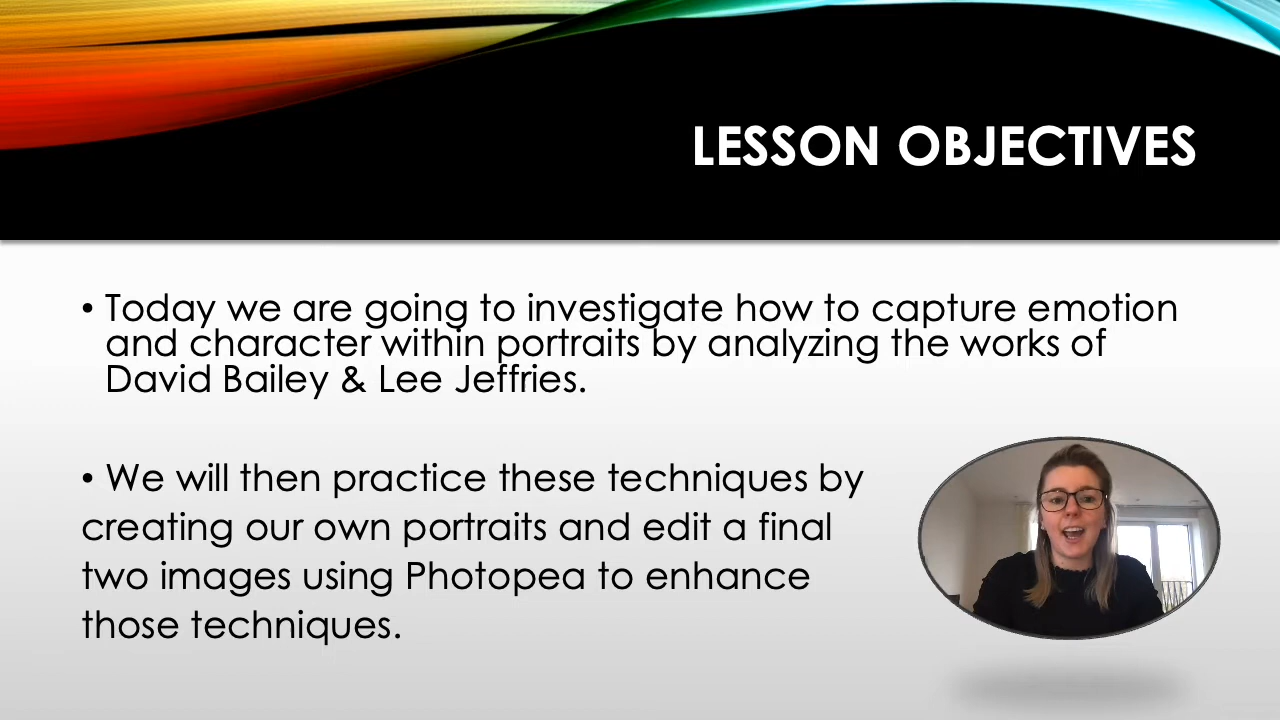 LESSON OBJECTIVES
• Today we are going to investigate how to capture emotion
and character within portraits by analyzing the works of
David Bailey & Lee Jeffries.
• We will then practice these techniques by
creating our own portraits and edit a final
two images using Photopea to enhance
those techniques.